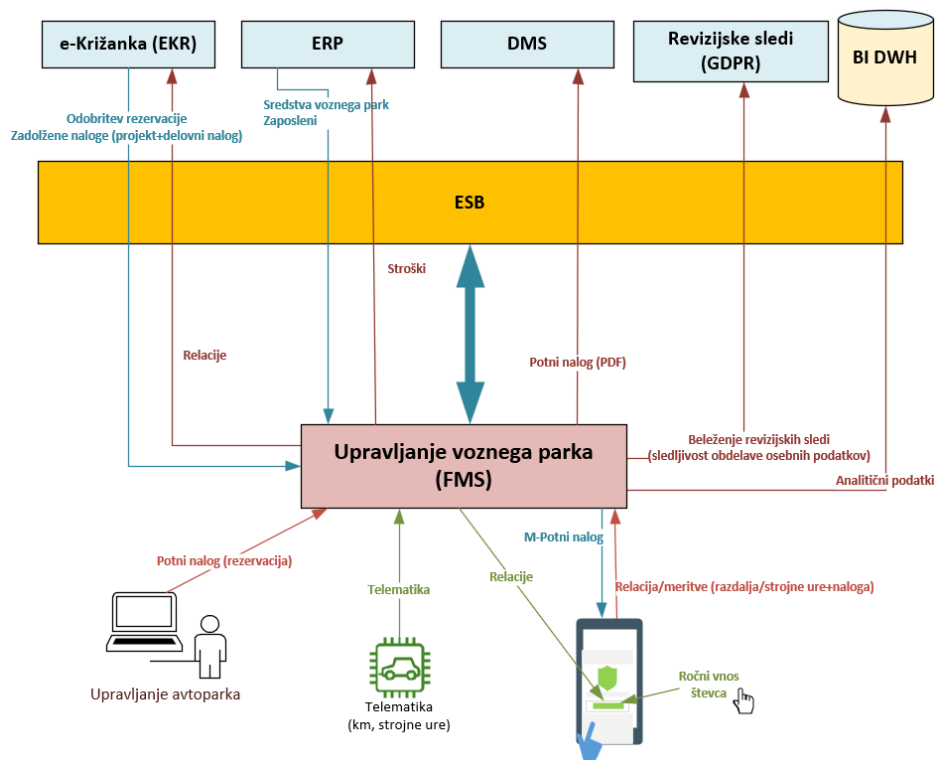 e-Križanka (EKR)
ERP
DMS
Revizijske sledi
(GDPR)
BI DWH
Odobritev rezervacije
Zadolžene naloge (projekt+delovni nalog)
Sredstva voznega park
Zaposleni
ESB
Stroški
Relacije
Potni nalog (PDF)
Upravljanje voznega parka
(FMS)
Beleženje revizijskih sledi
(sledljivost obdelave osebnih podatkov)
Analitični podatki
Potni nalog (rezervacija)
Telematika
Relacije
M-Potni nalog
Relacija/meritve (razdalja/strojne ure+naloga)
Upravljanje avtoparka
Telematika
(km, strojne ure)
Ročni vnos
števca